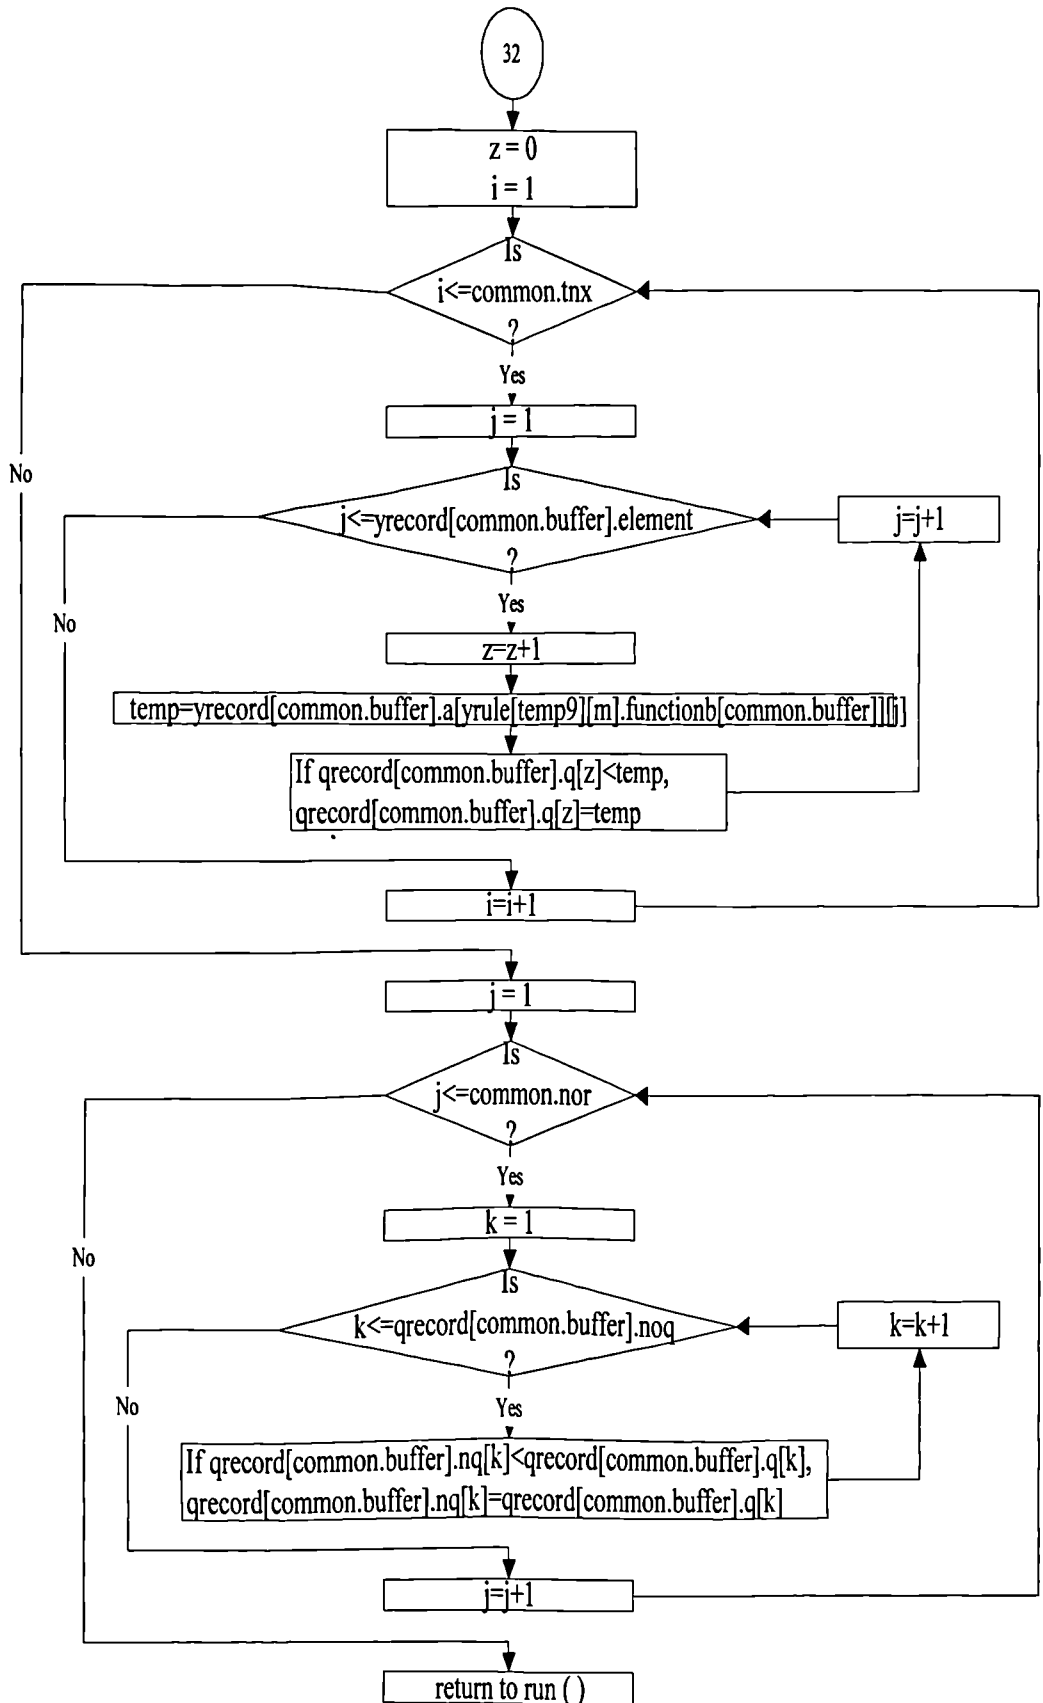 32
z = 0
i = 1
Is
i<=common.tnx
?
Yes
j = 1
No
Is
j<=yrecord[common.buffer].element
?
j=j+1
Yes
No
z=z+1
temp=yrecord[common.buffer].a[yrule[temp9][m].functionb[common.buffer]][j]
If qrecord[common.buffer].q[z]<temp,
qrecord[common.buffer].q[z]=temp
i=i+1
j = 1
Is
j<=common.nor
?
Yes
k = 1
No
Is
k<=qrecord[common.buffer].noq
?
k=k+1
Yes
No
If qrecord[common.buffer].nq[k]<qrecord[common.buffer].q[k],
qrecord[common.buffer].nq[k]=qrecord[common.buffer].q[k]
j=j+1
return to run ( )